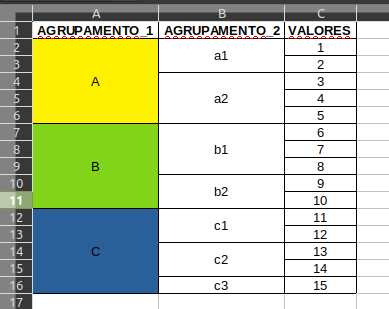 A B C
1 AGRUPAMENTO_1 AGRUPAMENTO_2 VALORES
2 1
a1
3 2
4 A 3
5 a2 4
6 5
7 6
8 b1 7
B
9 8
10 9
b2
11 10
12 11
c1
13 12
14 C 13
c2
15 14
16 c3 15
17